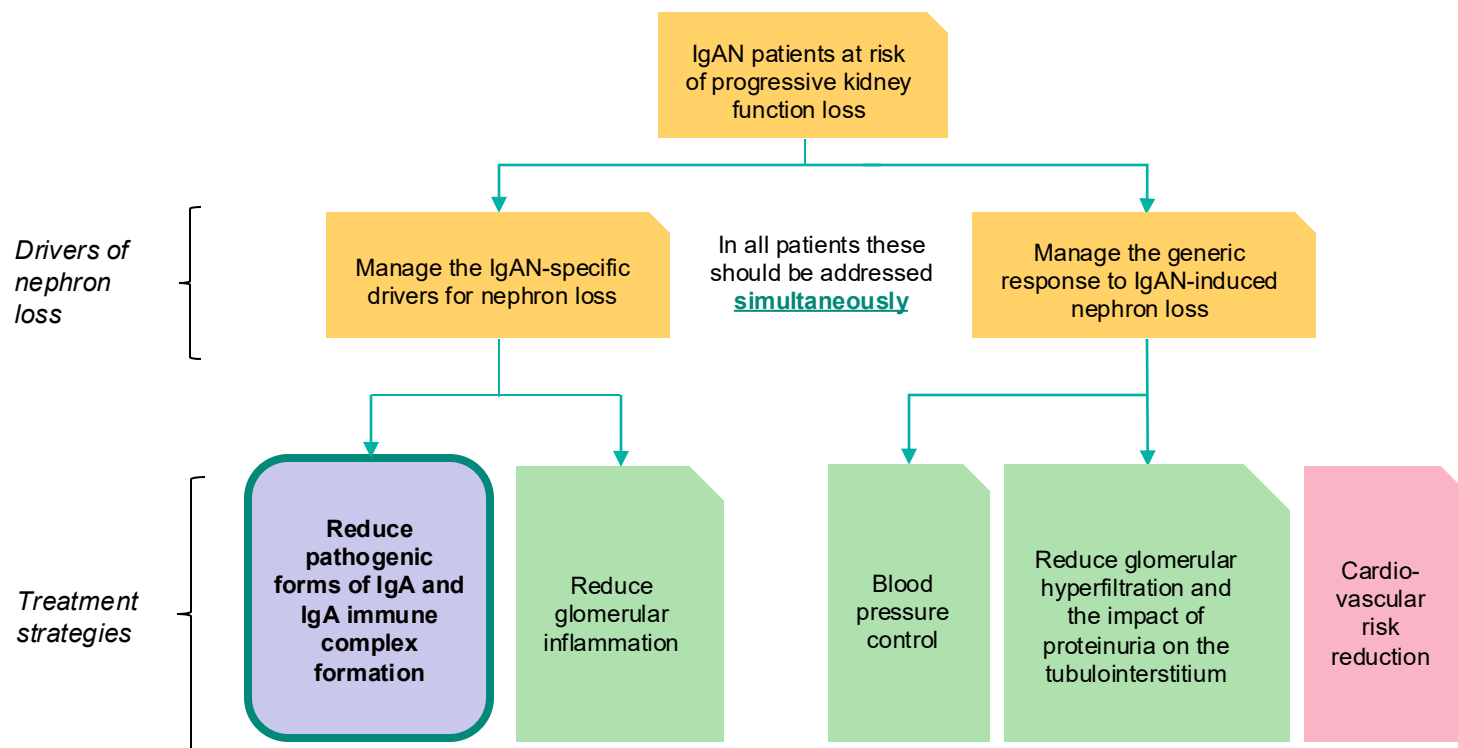 IgAN patients at risk
of progressive kidney
function loss
Drivers of
nephron
loss
Manage the IgAN-specific
drivers for nephron loss
In all patients these
should be addressed
simultaneously
Manage the generic
response to IgAN-induced
nephron loss
Treatment
strategies
Reduce
pathogenic
forms of IgA and
IgA immune
complex
formation
Reduce
glomerular
inflammation
Blood
pressure
control
Reduce glomerular
hyperfiltration and
the impact of
proteinuria on the
tubulointerstitium
Cardio-
vascular
risk
reduction